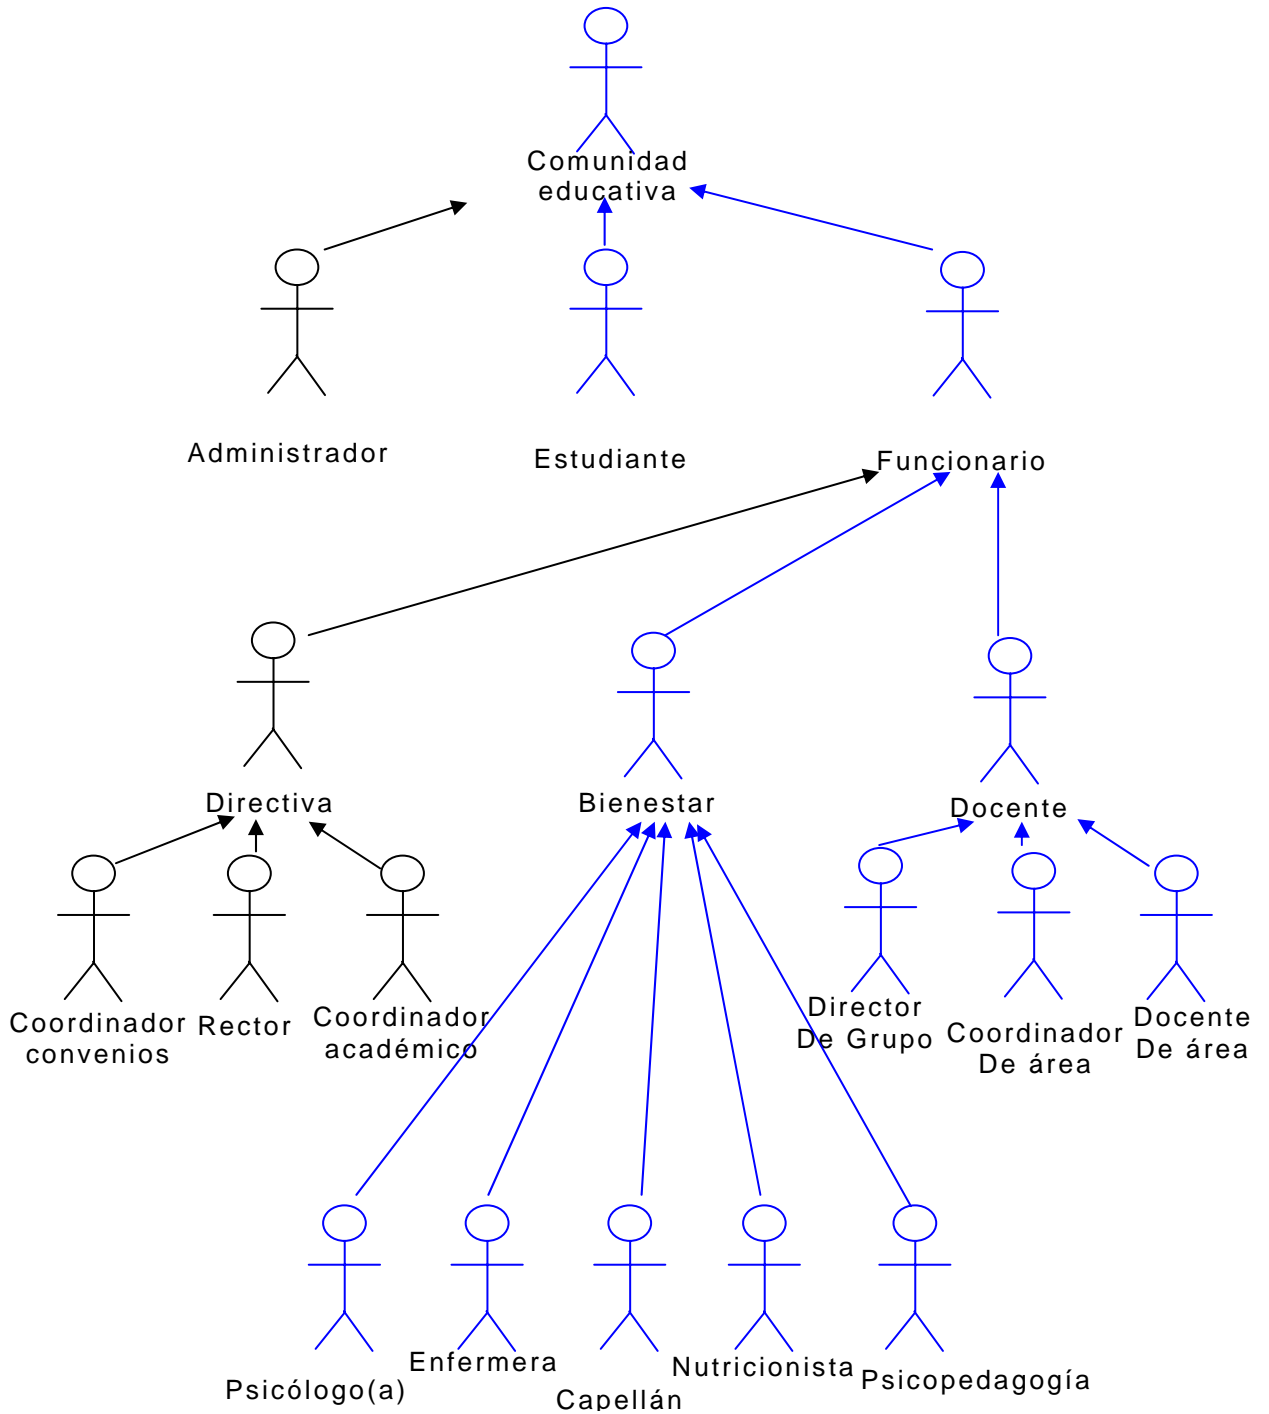 Comunidad
educativa
Administrador
Estudiante
Funcionario
Directiva
Bienestar
Docente
Coordinador
convenios
Rector
Coordinador
académico
Director
De Grupo
Coordinador
De área
Docente
De área
Psicólogo(a)
Enfermera
Capellán
Nutricionista
Psicopedagogía